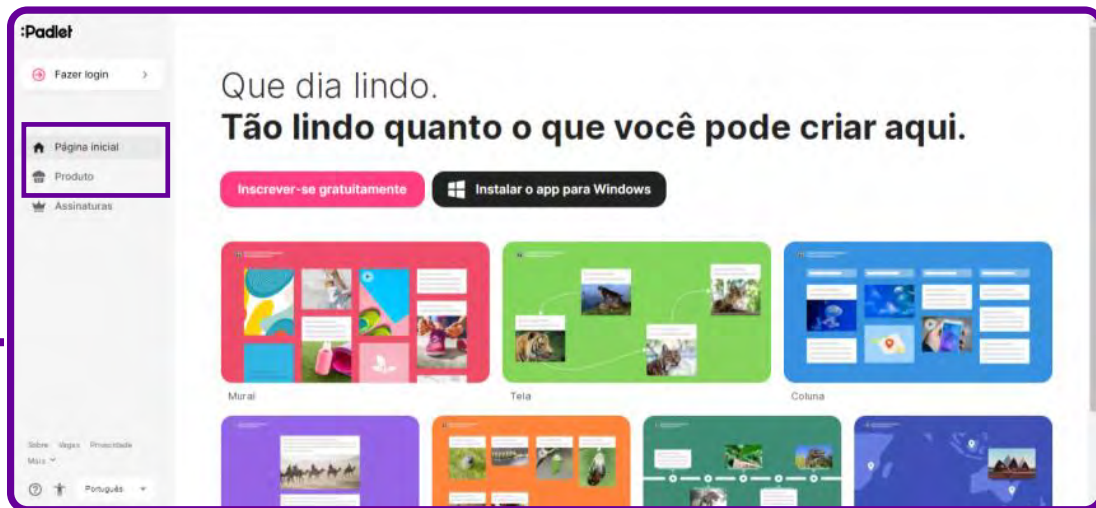 :Padlet
Fazer login
Página inicial
Produto
Assinaturas
Sobre Vagas Privacidade
Mais
Português
Que dia lindo.
Tão lindo quanto o que você pode criar aqui.
Inscrever-se gratuitamente
Instalar o app para Windows
Mural
Tela
Coluna